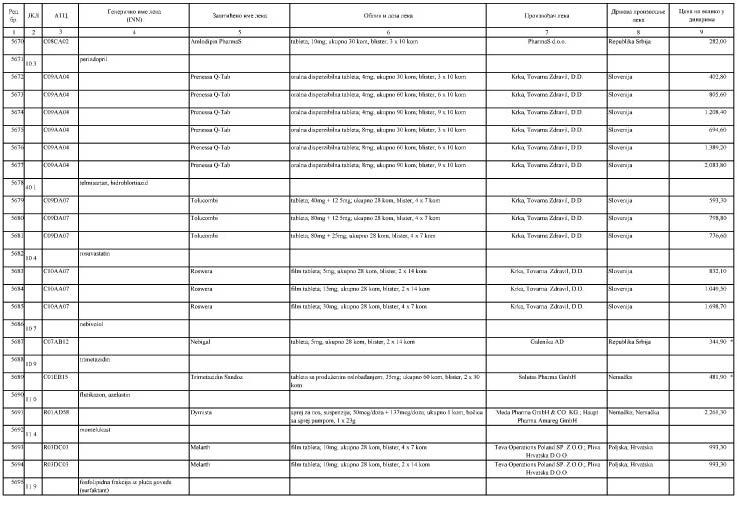 Ред. бр. ЈКЛ АТЦ Генеричко име лека (INN) Заштићено име лека Облик и доза лека Произвођач лека Држава производње лека Цена на велико у динарима
1 2 3 4 5 6 7 8 9
5670 C08CA02 Amlodipin PharmaS tableta, 10mg; ukupno 30 kom, blister, 3 x 10 kom PharmaS d.o.o. Republika Srbija 282,00
5671 10.3 perindopril
5672 C09AA04 Prenessa Q-Tab oralna disperzibilna tableta; 4mg, ukupno 30 kom; blister, 3 x 10 kom Krka, Tovarna Zdravil, D.D. Slovenija 402,80
5673 C09AA04 Prenessa Q-Tab oralna disperzibilna tableta; 4mg, ukupno 60 kom; blister, 6 x 10 kom Krka, Tovarna Zdravil, D.D. Slovenija 805,60
5674 C09AA04 Prenessa Q-Tab oralna disperzibilna tableta; 4mg, ukupno 90 kom; blister, 9 x 10 kom Krka, Tovarna Zdravil, D.D. Slovenija 1.208,40
5675 C09AA04 Prenessa Q-Tab oralna disperzibilna tableta; 8mg, ukupno 30 kom; blister, 3 x 10 kom Krka, Tovarna Zdravil, D.D. Slovenija 694,60
5676 C09AA04 Prenessa Q-Tab oralna disperzibilna tableta; 8mg, ukupno 60 kom; blister, 6 x 10 kom Krka, Tovarna Zdravil, D.D. Slovenija 1.389,20
5677 C09AA04 Prenessa Q-Tab oralna disperzibilna tableta; 8mg, ukupno 90 kom; blister, 9 x 10 kom Krka, Tovarna Zdravil, D.D. Slovenija 2.083,80
5678 40.1 telmisartan, hidrohlortiazid
5679 C09DA07 Tolucombi tableta; 40mg + 12.5mg; ukupno 28 kom, blister, 4 x 7 kom Krka, Tovarna Zdravil, D.D. Slovenija 593,30
5680 C09DA07 Tolucombi tableta; 80mg + 12.5mg; ukupno 28 kom, blister, 4 x 7 kom Krka, Tovarna Zdravil, D.D. Slovenija 798,80
5681 C09DA07 Tolucombi tableta; 80mg + 25mg; ukupno 28 kom, blister, 4 x 7 kom Krka, Tovarna Zdravil, D.D. Slovenija 776,60
5682 10.4 rosuvastatin
5683 C10AA07 Roswera film tableta; 5mg, ukupno 28 kom, blister, 2 x 14 kom Krka, Tovarna Zdravil, D.D. Slovenija 832,10
5684 C10AA07 Roswera film tableta; 15mg, ukupno 28 kom, blister, 2 x 14 kom Krka, Tovarna Zdravil, D.D. Slovenija 1.049,50
5685 C10AA07 Roswera film tableta; 30mg, ukupno 28 kom, blister, 4 x 7 kom Krka, Tovarna Zdravil, D.D. Slovenija 1.698,70
5686 10.7 nebivolol
5687 C07AB12 Nebigal tableta; 5mg, ukupno 28 kom, blister, 2 x 14 kom Galenika AD Republika Srbija 344,90 *
5688 10.9 trimetazidin
5689 C01EB15 Trimetazidin Sandoz tableta sa produženim oslobađanjem, 35mg; ukupno 60 kom, blister, 2 x 30 kom Salutas Pharma GmbH Nemačka 481,90 *
5690 11.0 flutikazon, azelastin
5691 R01AD58 Dymista sprej za nos, suspenzija; 50mcg/doza + 137mcg/doza; ukupno 1 kom, bočica sa sprej pumpom, 1 x 23g Meda Pharma GmbH & CO. KG.; Haupt Pharma Amareg GmbH Nemačka; Nemačka 2.268,30
5692 11.4 montelukast
5693 R03DC03 Melarth film tableta; 10mg; ukupno 28 kom, blister, 4 x 7 kom Teva Operations Poland SP. Z.O.O.; Pliva Hrvatska D.O.O. Poljska; Hrvatska 993,30
5694 R03DC03 Melarth film tableta; 10mg; ukupno 28 kom, blister, 2 x 14 kom Teva Operations Poland SP. Z.O.O.; Pliva Hrvatska D.O.O. Poljska; Hrvatska 993,30
5695 11.9 fosfolipidna frakcija iz pluća goveda (surfaktant)